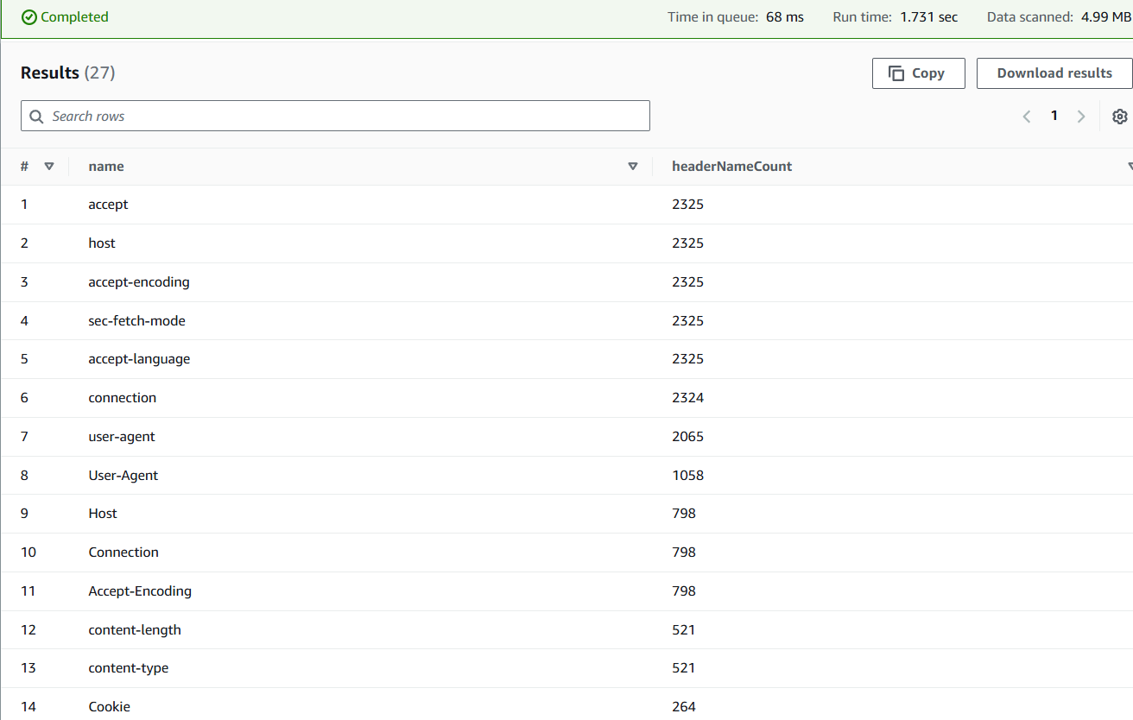 Completed Time in queue: 68 ms Run time: 1.731 sec Data scanned: 4.99 MB
Results (27) Copy Download results
Search rows 1
# name headerNameCount
1 accept 2325
2 host 2325
3 accept-encoding 2325
4 sec-fetch-mode 2325
5 accept-language 2325
6 connection 2324
7 user-agent 2065
8 User-Agent 1058
9 Host 798
10 Connection 798
11 Accept-Encoding 798
12 content-length 521
13 content-type 521
14 Cookie 264